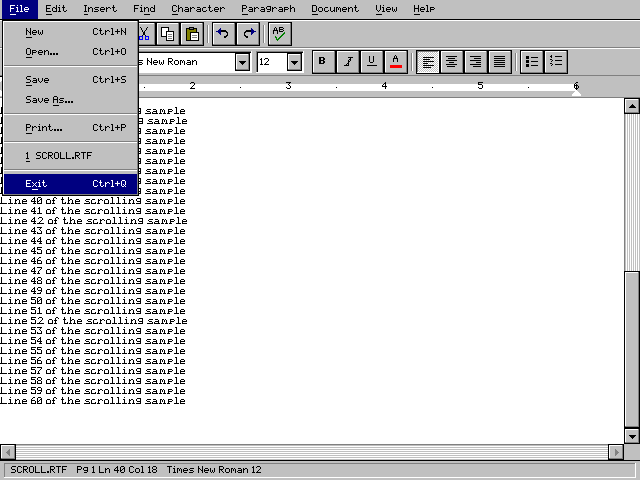 File Edit Insert Find Character Paragraph Document View Help
New Ctrl+N
Open... Ctrl+O
Save Ctrl+S
Save As...
Print... Ctrl+P
1 SCROLL.RTF
Exit Ctrl+Q
ABC
s New Roman 12 B I U A
2 3 4 5 6
sample
g sample
sample
sample
sample
sample
sample
sample
sample
Line 40 of the scrolling sample
Line 41 of the scrolling sample
Line 42 of the scrolling sample
Line 43 of the scrolling sample
Line 44 of the scrolling sample
Line 45 of the scrolling sample
Line 46 of the scrolling sample
Line 47 of the scrolling sample
Line 48 of the scrolling sample
Line 49 of the scrolling sample
Line 50 of the scrolling sample
Line 51 of the scrolling sample
Line 52 of the scrolling sample
Line 53 of the scrolling sample
Line 54 of the scrolling sample
Line 55 of the scrolling sample
Line 56 of the scrolling sample
Line 57 of the scrolling sample
Line 58 of the scrolling sample
Line 59 of the scrolling sample
Line 60 of the scrolling sample
SCROLL.RTF Pg 1 Ln 40 Col 18 Times New Roman 12